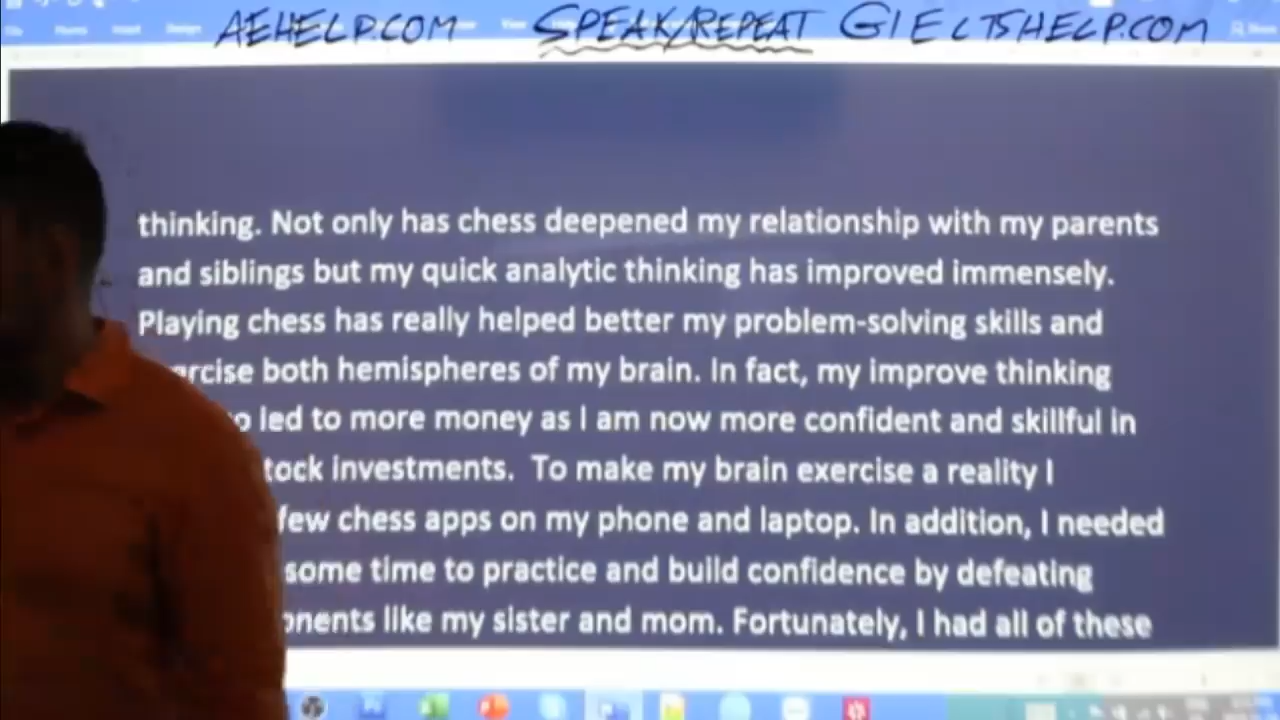 AEHELP.COM SPEAK/REPEAT GIELTSHELP.COM
thinking. Not only has chess deepened my relationship with my parents
and siblings but my quick analytic thinking has improved immensely.
Playing chess has really helped better my problem-solving skills and
both hemispheres of my brain. In fact, my improve thinking
led to more money as I am now more confident and skillful in
investments. To make my brain exercise a reality I
few chess apps on my phone and laptop. In addition, I needed
some time to practice and build confidence by defeating
like my sister and mom. Fortunately, I had all of these